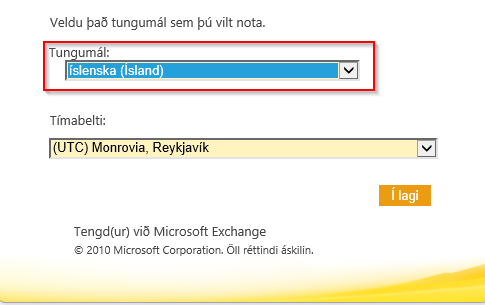 Veldu það tungumál sem þú vilt nota.
Tungumál:
íslenska (Ísland)
Tímabelti:
(UTC) Monrovia, Reykjavík
Í lagi
Tengd(ur) við Microsoft Exchange
© 2010 Microsoft Corporation. Öll réttindi áskilin.